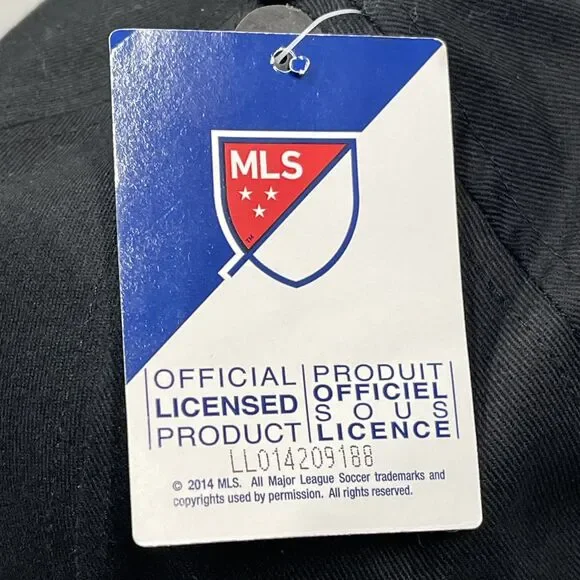 MLS
TM
OFFICIAL
LICENSED
PRODUCT
PRODUIT
OFFICIEL
SOUS
LICENCE
LL014209188
© 2014 MLS. All Major League Soccer trademarks and
copyrights used by permission. All rights reserved.